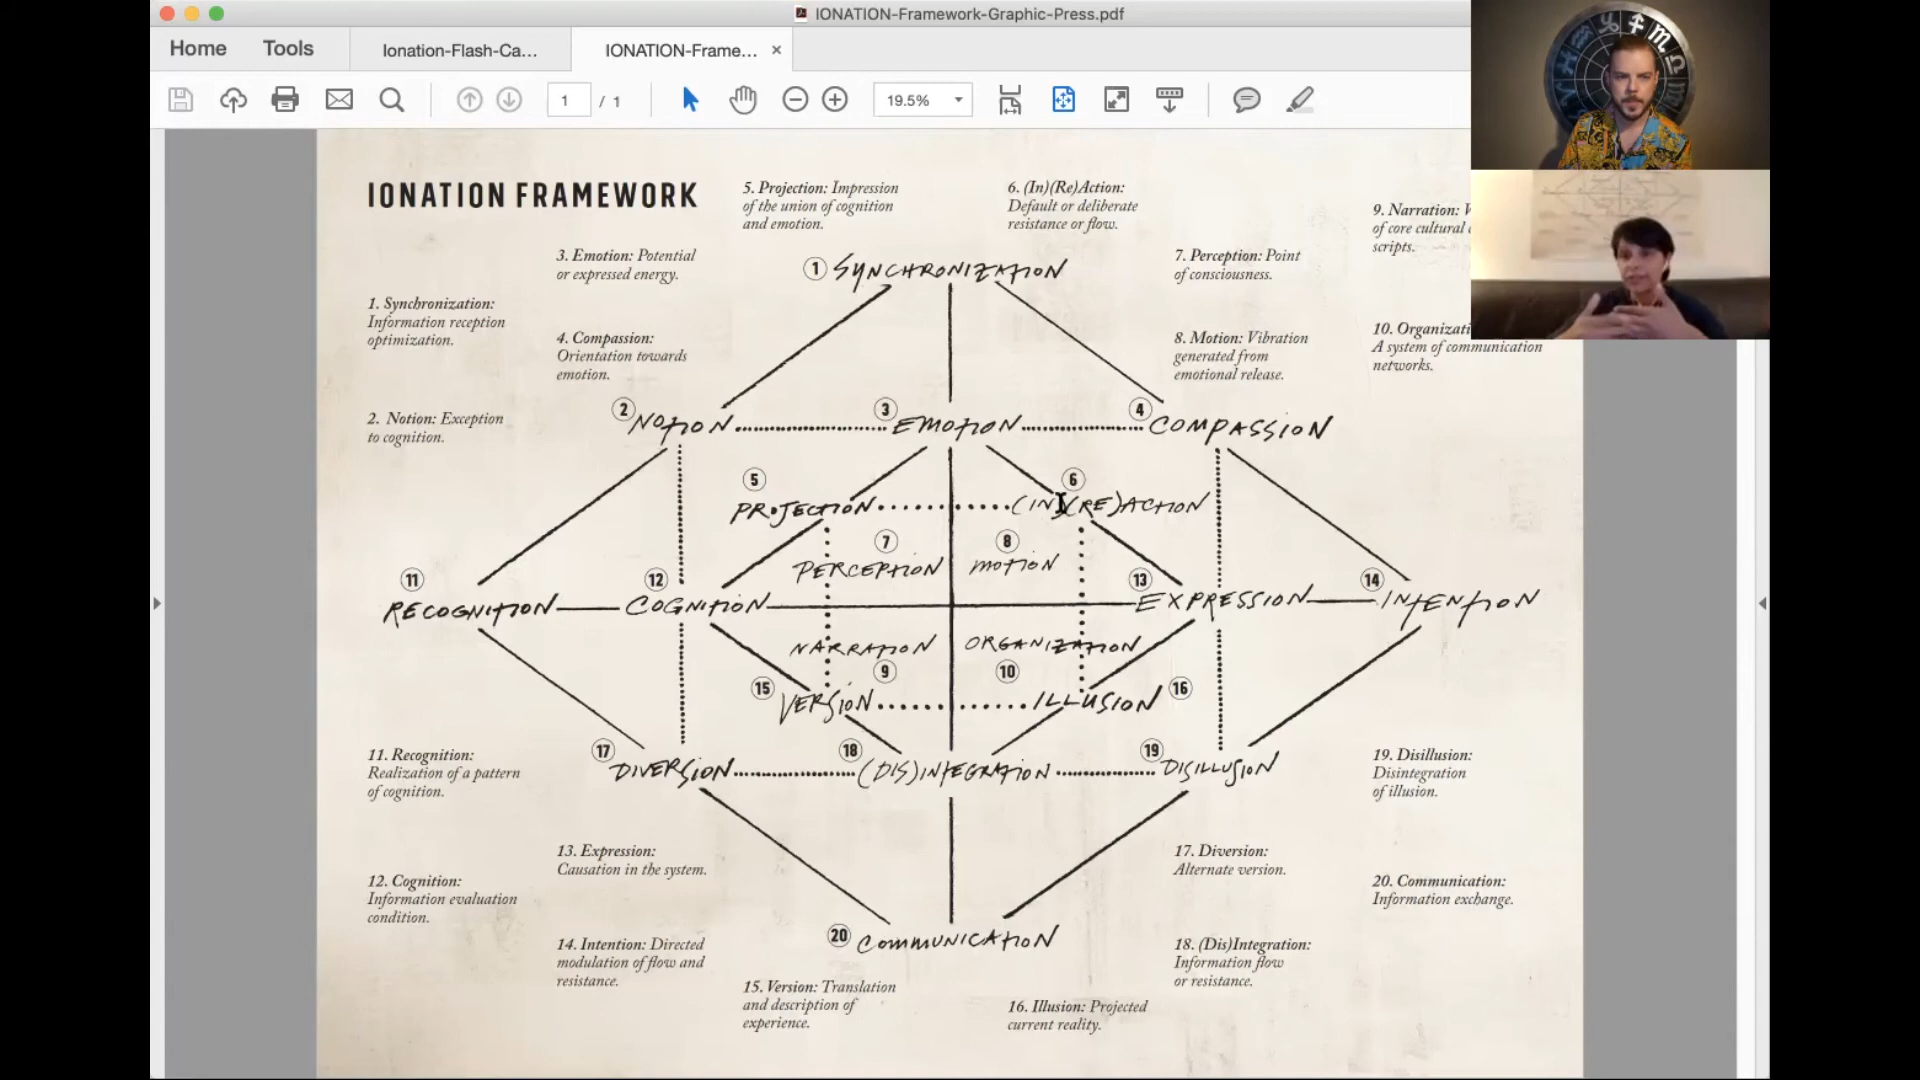 IONATION-Framework-Graphic-Press.pdf
Home Tools Ionation-Flash-Ca... IONATION-Frame... ×
1 / 1 19.5%
IONATION FRAMEWORK
5. Projection: Impression
of the union of cognition
and emotion.
6. (In)(Re)Action:
Default or deliberate
resistance or flow.
9. Narration:
of core cultural
scripts.
3. Emotion: Potential
or expressed energy.
7. Perception: Point
of consciousness.
1. Synchronization:
Information reception
optimization.
4. Compassion:
Orientation towards
emotion.
8. Motion: Vibration
generated from
emotional release.
10. Organizati
A system of communication
networks.
2. Notion: Exception
to cognition.
1 SYNCHRONIZATION
2 NOTION 3 EMOTION 4 COMPASSION
5 PROJECTION 6 (IN)(RE)ACTION
7 PERCEPTION 8 MOTION
11 RECOGNITION 12 COGNITION 13 EXPRESSION 14 INTENTION
NARRATION 9 ORGANIZATION 10
15 VERSION ILLUSION 16
17 DIVERSION 18 (DIS)INTEGRATION 19 DISILLUSION
20 COMMUNICATION
11. Recognition:
Realization of a pattern
of cognition.
19. Disillusion:
Disintegration
of illusion.
13. Expression:
Causation in the system.
17. Diversion:
Alternate version.
12. Cognition:
Information evaluation
condition.
20. Communication:
Information exchange.
14. Intention: Directed
modulation of flow and
resistance.
18. (Dis)Integration:
Information flow
or resistance.
15. Version: Translation
and description of
experience.
16. Illusion: Projected
current reality.